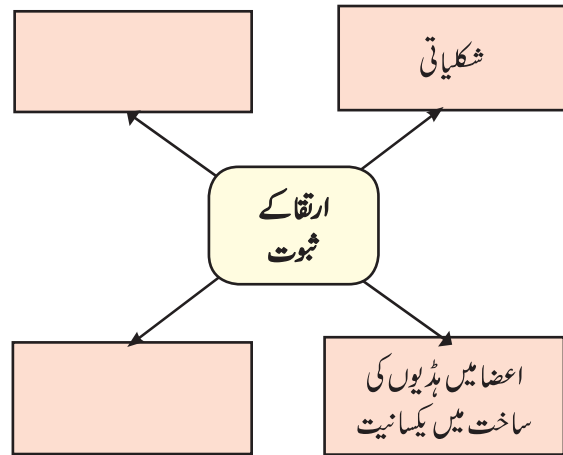 شکلیاتی
ارتقا کے
ثبوت
اعضا میں ہڈیوں کی
ساخت میں یکسانیت